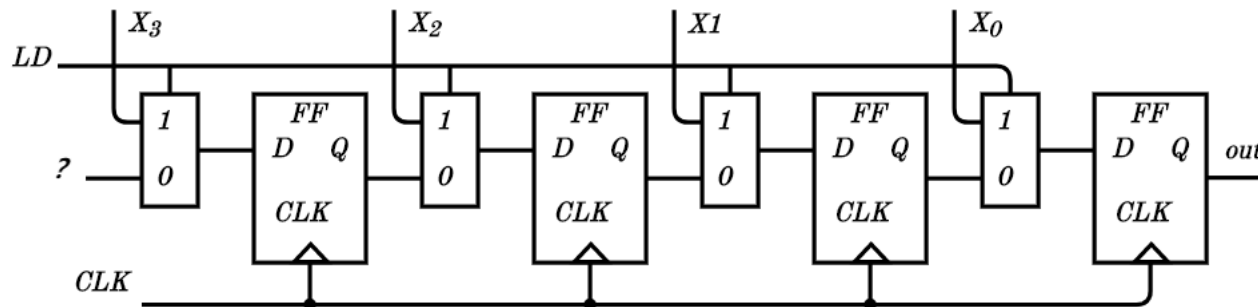 X3 X2 X1 X0
LD
1 FF 1 FF 1 FF 1 FF
D Q D Q D Q D Q out
? 0 0 0 0
CLK CLK CLK CLK
CLK